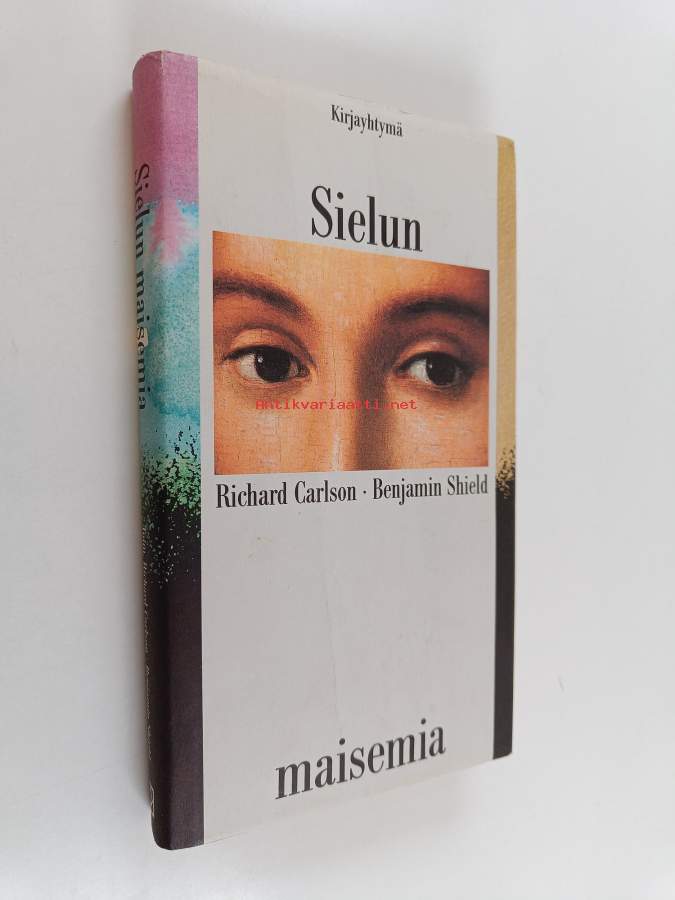 Kirjayhtymä
Sielun
Antikvariaatti.net
Richard Carlson · Benjamin Shield
maisemia
Sielun maisemia